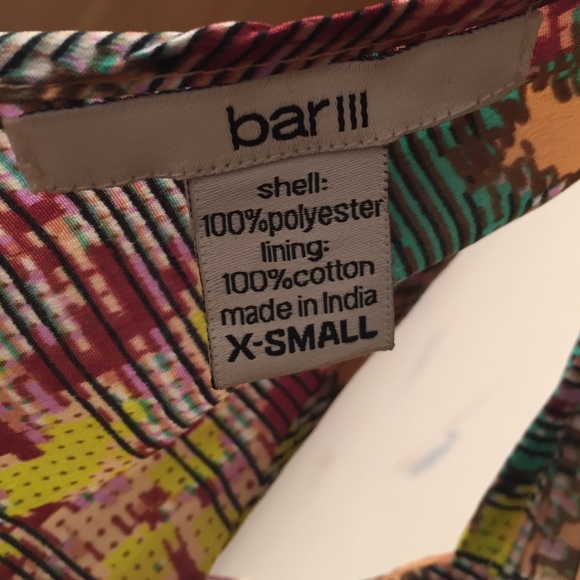 bar III
shell:
100%polyester
lining:
100%cotton
made in India
X-SMALL